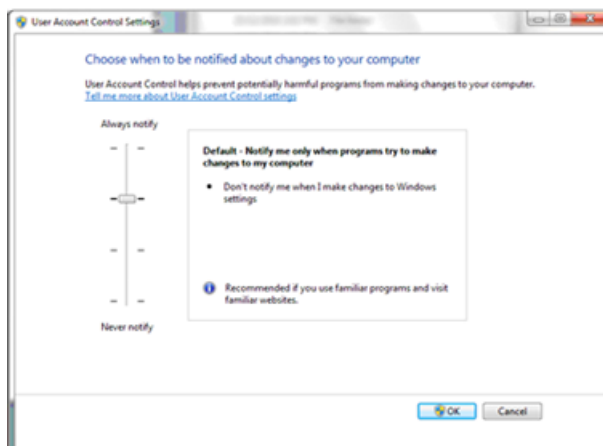 User Account Control Settings
Choose when to be notified about changes to your computer
User Account Control helps prevent potentially harmful programs from making changes to your computer.
Tell me more about User Account Control settings
Always notify
Default - Notify me only when programs try to make
changes to my computer
• Don't notify me when I make changes to Windows
settings
Recommended if you use familiar programs and visit
familiar websites.
Never notify
OK
Cancel